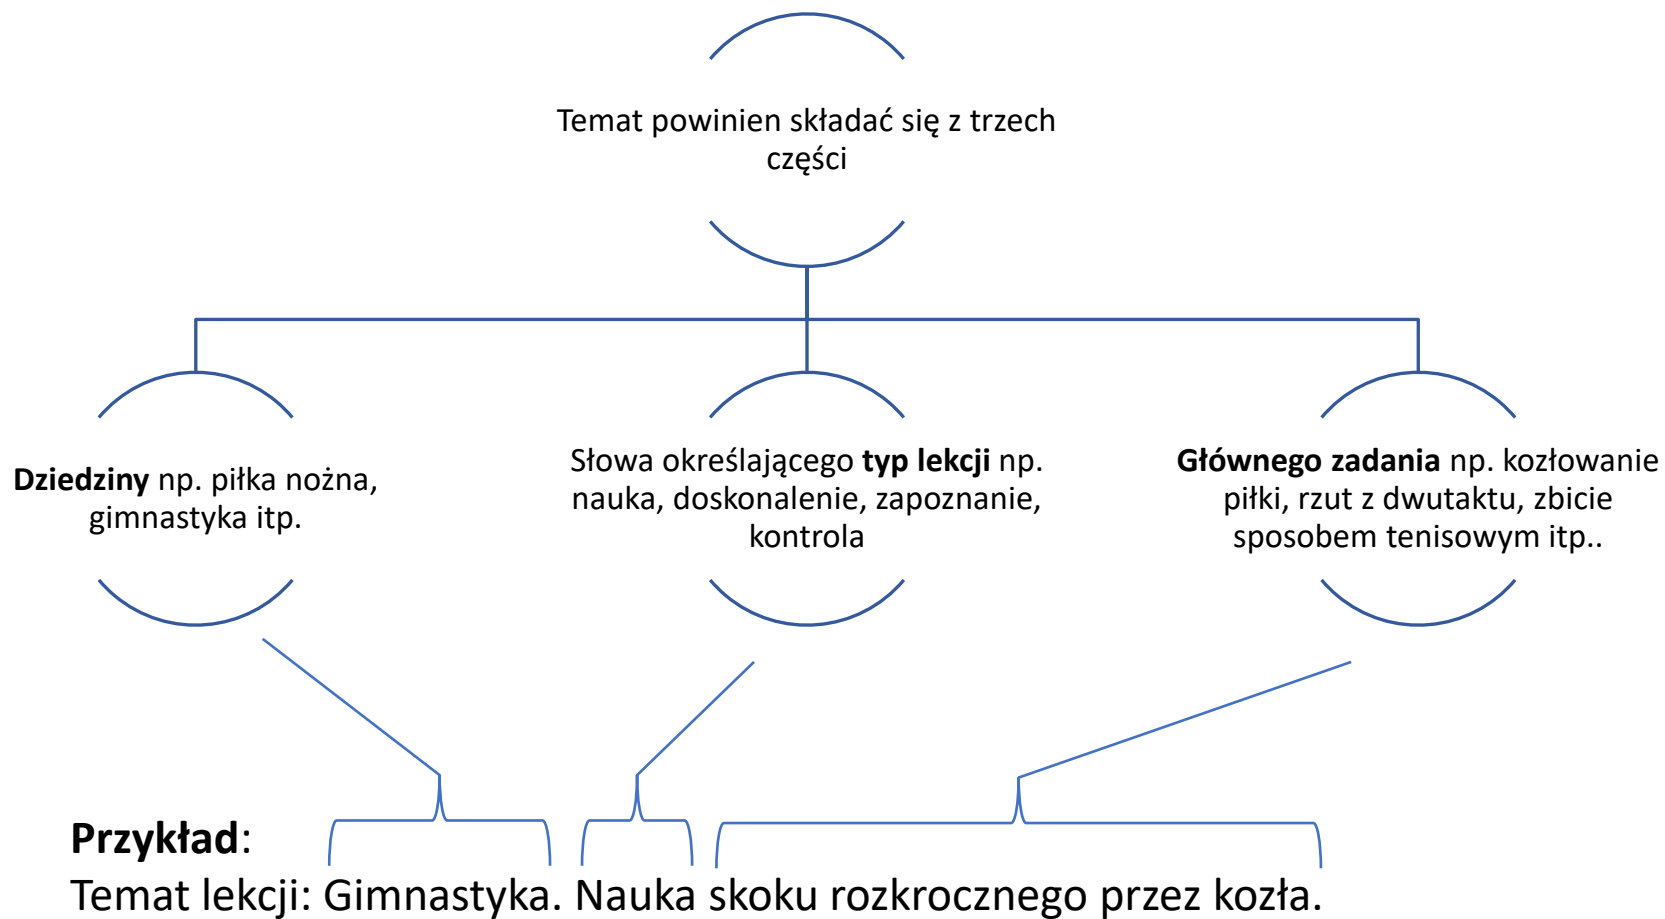 Temat powinien składać się z trzech
części
Dziedziny np. piłka nożna,
gimnastyka itp.
Słowa określającego typ lekcji np.
nauka, doskonalenie, zapoznanie,
kontrola
Głównego zadania np. kozłowanie
piłki, rzut z dwutaktu, zbicie
sposobem tenisowym itp..
Przykład:
Temat lekcji: Gimnastyka. Nauka skoku rozkrocznego przez kozła.